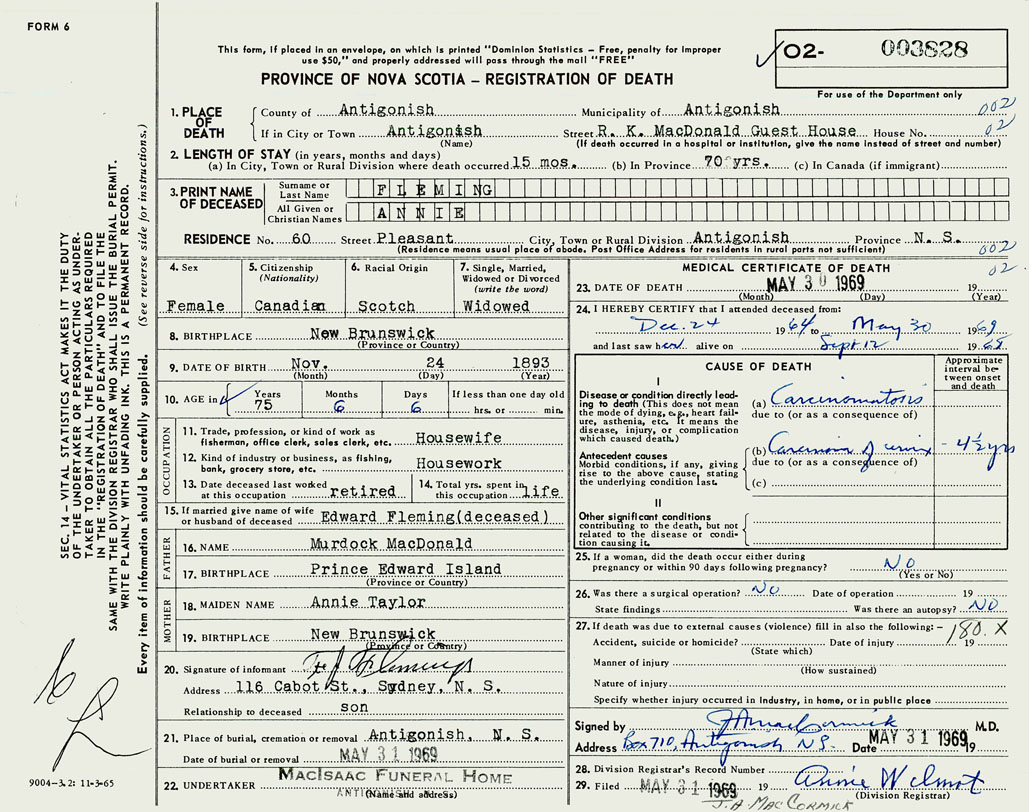 FORM 6
This form, if placed in an envelope, on which is printed "Dominion Statistics – Free, penalty for improper
use $50," and properly addressed will pass through the mail "FREE"
PROVINCE OF NOVA SCOTIA – REGISTRATION OF DEATH
O2- 003828
For use of the Department only
1. PLACE OF DEATH County of Antigonish Municipality of Antigonish 002
If in City or Town Antigonish Street R. K. MacDonald Guest House House No. 02
(Name) (If death occurred in a hospital or institution, give the name instead of street and number)
2. LENGTH OF STAY (in years, months and days)
(a) In City, Town or Rural Division where death occurred 15 mos. (b) In Province 70 yrs. (c) In Canada (if immigrant)
3. PRINT NAME OF DECEASED Surname or Last Name FLEMING
All Given or Christian Names ANNIE
RESIDENCE No. 60 Street Pleasant City, Town or Rural Division Antigonish Province N. S.
(Residence means usual place of abode. Post Office Address for residents in rural parts not sufficient) 002
02.
4. Sex
Female
5. Citizenship
(Nationality)
Canadian
6. Racial Origin
Scotch
7. Single, Married,
Widowed or Divorced
(write the word)
Widowed
8. BIRTHPLACE New Brunswick
(Province or Country)
9. DATE OF BIRTH Nov. 24 1893
(Month) (Day) (Year)
10. AGE in Years Months Days If less than one day old
75 6 6 hrs. or min.
OCCUPATION
11. Trade, profession, or kind of work as
fisherman, office clerk, sales clerk, etc. Housewife
12. Kind of industry or business, as fishing,
bank, grocery store, etc. Housework
13. Date deceased last worked
at this occupation retired
14. Total yrs. spent in
this occupation life
15. If married give name of wife
or husband of deceased Edward Fleming(deceased)
FATHER
16. NAME Murdock MacDonald
17. BIRTHPLACE Prince Edward Island
(Province or Country)
MOTHER
18. MAIDEN NAME Annie Taylor
19. BIRTHPLACE New Brunswick
(Province or Country)
20. Signature of informant
Address 116 Cabot St., Sydney, N. S.
Relationship to deceased son
21. Place of burial, cremation or removal Antigonish, N. S.
Date of burial or removal MAY 31 1969
22. UNDERTAKER MACISAAC FUNERAL HOME
(Name and address)
MEDICAL CERTIFICATE OF DEATH
23. DATE OF DEATH MAY 30 1969 19
(Month) (Day) (Year)
24. I HEREBY CERTIFY that I attended deceased from:
Dec. 24 1964 to May 30 1969
and last saw her alive on Sept 12 19
CAUSE OF DEATH
Approximate
interval be-
tween onset
and death
I
Disease or condition directly lead-
ing to death (This does not mean
the mode of dying, e.g., heart fail-
ure, asthenia, etc. It means the
disease, injury, or complication
which caused death.)
(a) Carcinomatosis
due to (or as a consequence of)
Antecedent causes
Morbid conditions, if any, giving
rise to the above cause, stating
the underlying condition last.
(b) Carcinoma of cervix – 4½ yrs
due to (or as a consequence of)
(c)
II
Other significant conditions
contributing to the death, but not
related to the disease or condi-
tion causing it.
25. If a woman, did the death occur either during
pregnancy or within 90 days following pregnancy? NO
(Yes or No)
26. Was there a surgical operation? NO Date of operation 19
State findings Was there an autopsy? NO
27. If death was due to external causes (violence) fill in also the following: – 180.X
Accident, suicide or homicide? Date of injury 19
(State which)
Manner of injury
(How sustained)
Nature of injury
Specify whether injury occurred in Industry, in home, or in public place
Signed by J A MacCormick M.D.
Address Box 710, Antigonish NS Date MAY 31 1969 19
28. Division Registrar's Record Number
29. Filed MAY 31 1969 19 Annie Wilmot
(Division Registrar)
J. A MACCORMICK
SEC. 14 – VITAL STATISTICS ACT MAKES IT THE DUTY
OF THE UNDERTAKER OR PERSON ACTING AS UNDER-
TAKER TO OBTAIN ALL THE PARTICULARS REQUIRED
IN THE "REGISTRATION OF DEATH" AND TO FILE THE
SAME WITH THE DIVISION REGISTRAR WHO SHALL ISSUE THE BURIAL PERMIT.
WRITE PLAINLY WITH UNFADING INK. THIS IS A PERMANENT RECORD.
Every item of information should be carefully supplied. (See reverse side for instructions.)
9004-3.2: 11-3-65